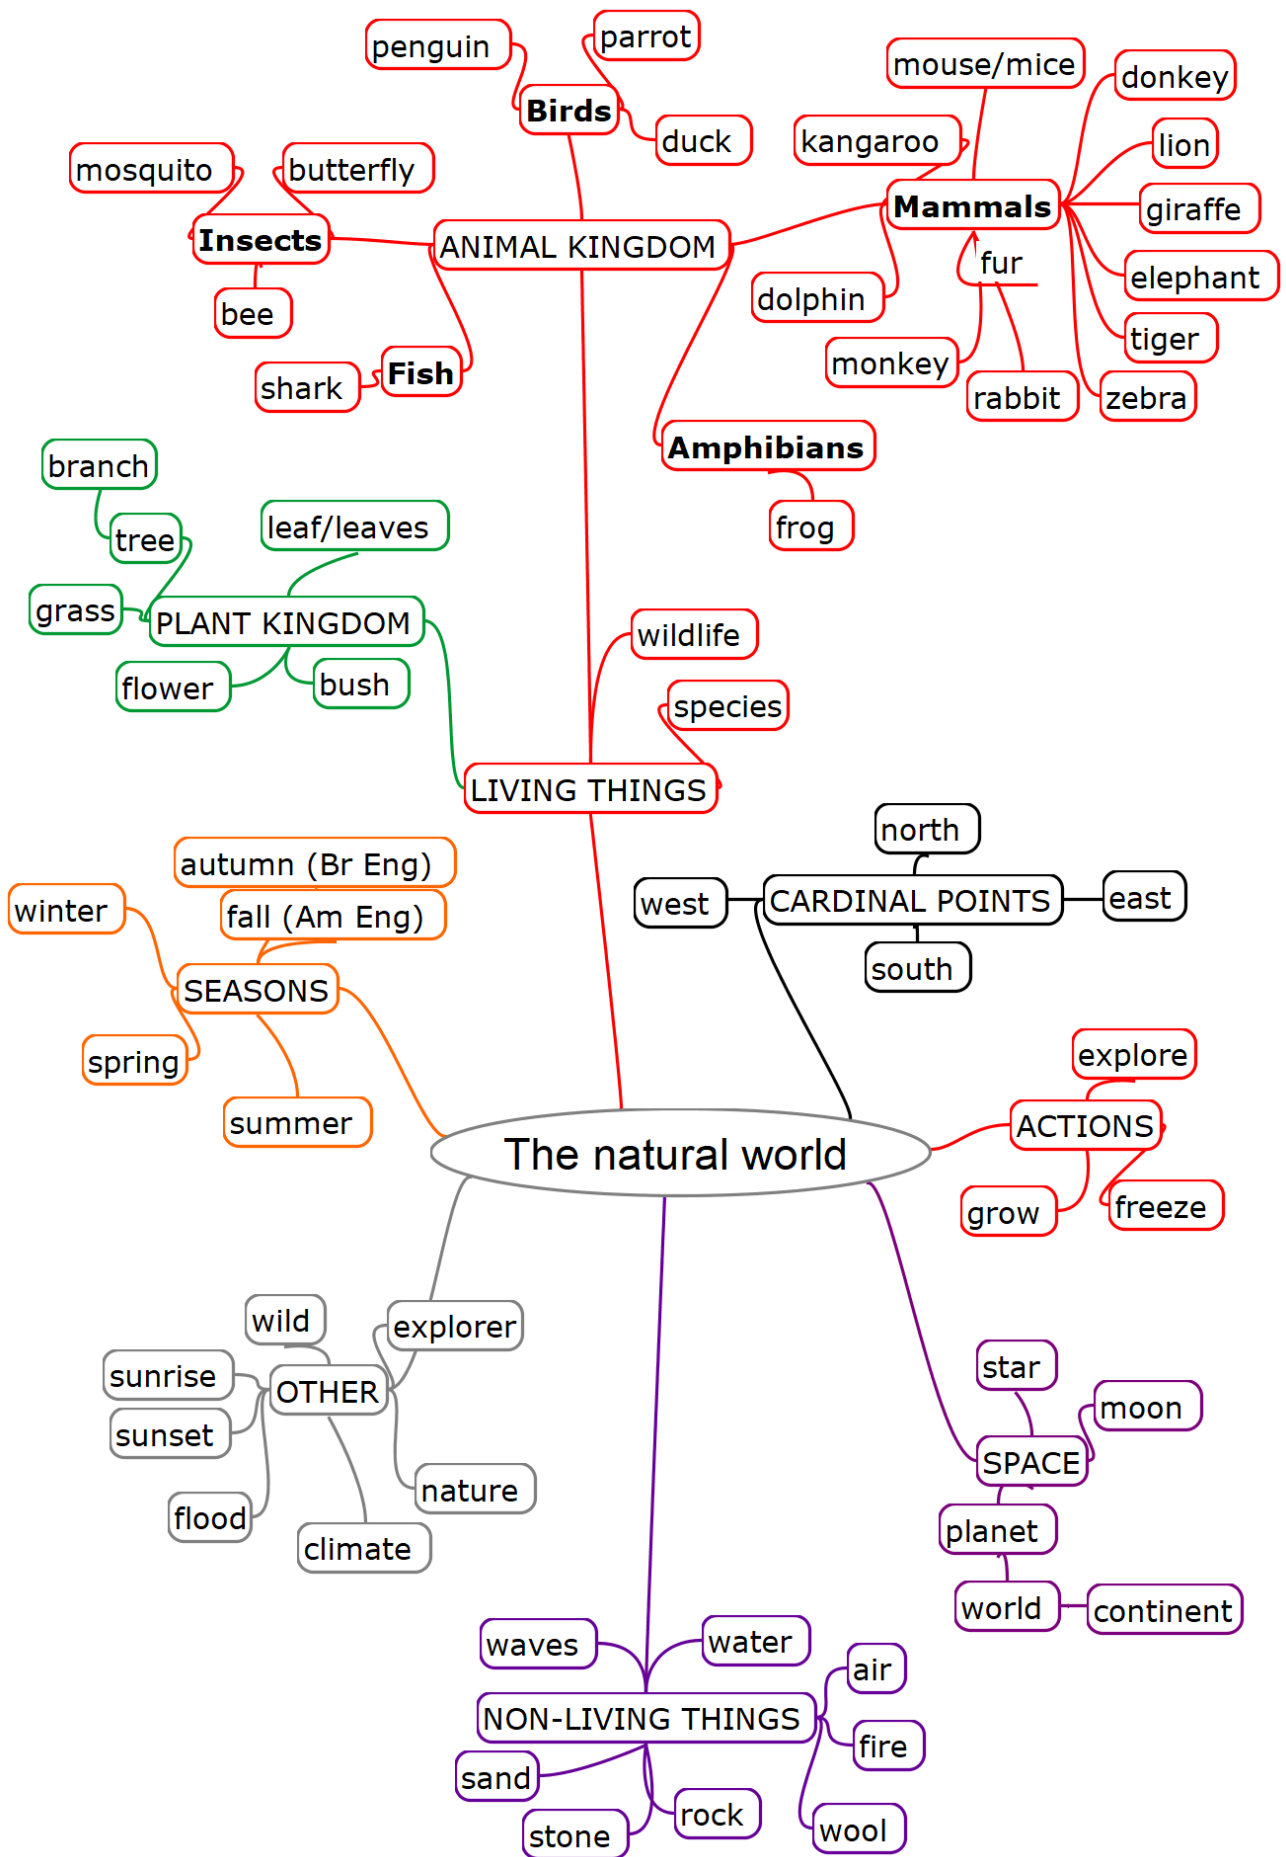 penguin
parrot
Birds
duck
mouse/mice
donkey
kangaroo
lion
Mammals
giraffe
fur
elephant
dolphin
tiger
monkey
rabbit
zebra
mosquito
butterfly
Insects
bee
ANIMAL KINGDOM
shark
Fish
Amphibians
frog
branch
tree
leaf/leaves
grass
PLANT KINGDOM
flower
bush
wildlife
species
LIVING THINGS
north
west
CARDINAL POINTS
east
south
autumn (Br Eng)
fall (Am Eng)
winter
SEASONS
spring
summer
explore
ACTIONS
grow
freeze
The natural world
wild
explorer
sunrise
OTHER
sunset
nature
flood
climate
star
moon
SPACE
planet
world
continent
waves
water
air
NON-LIVING THINGS
fire
sand
rock
stone
wool